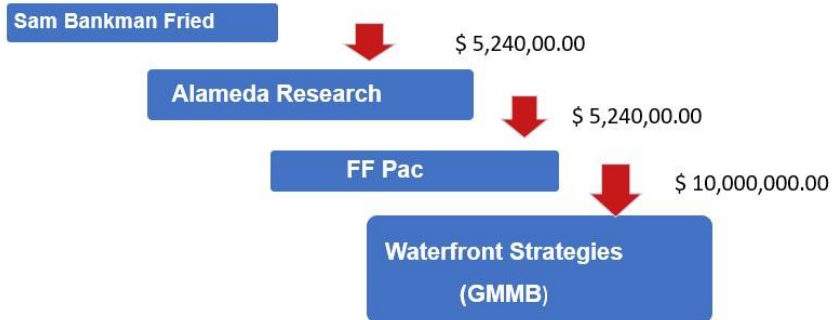 Sam Bankman Fried
$ 5,240,00.00
Alameda Research
$ 5,240,00.00
FF Pac
$ 10,000,000.00
Waterfront Strategies
(GMMB)